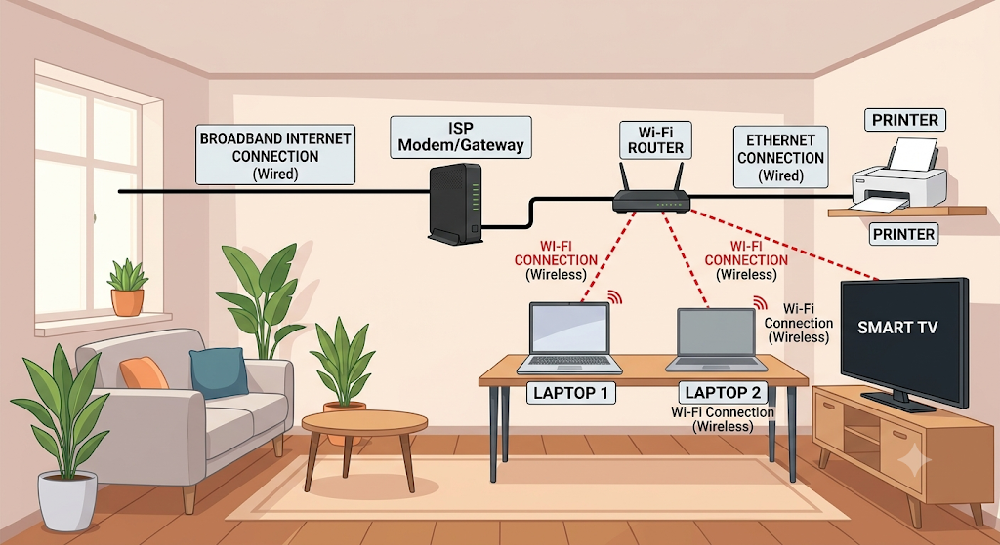 BROADBAND INTERNET
CONNECTION
(Wired)
ISP
Modem/Gateway
Wi-Fi
ROUTER
ETHERNET
CONNECTION
(Wired)
PRINTER
PRINTER
WI-FI
CONNECTION
(Wireless)
WI-FI
CONNECTION
(Wireless)
Wi-Fi
Connection
(Wireless)
SMART TV
LAPTOP 1
LAPTOP 2
Wi-Fi Connection
(Wireless)